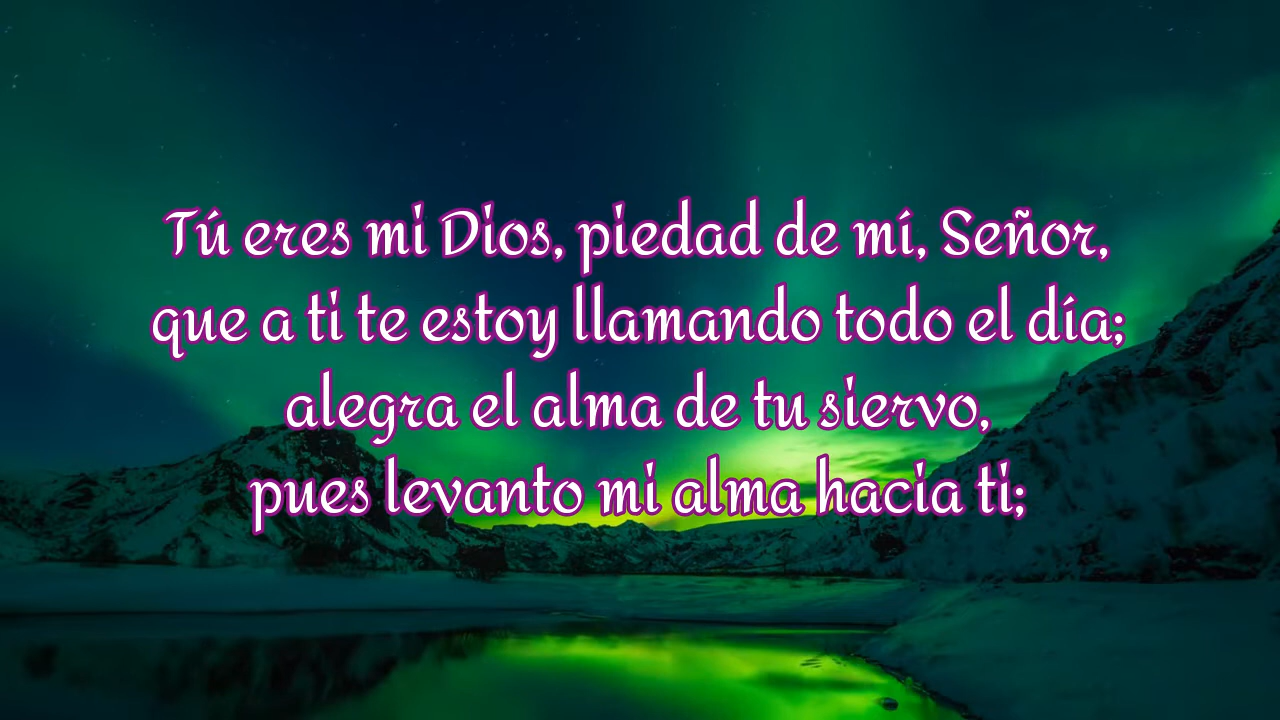 Tú eres mi Dios, piedad de mí, Señor,
que a ti te estoy llamando todo el día;
alegra el alma de tu siervo,
pues levanto mi alma hacia ti;